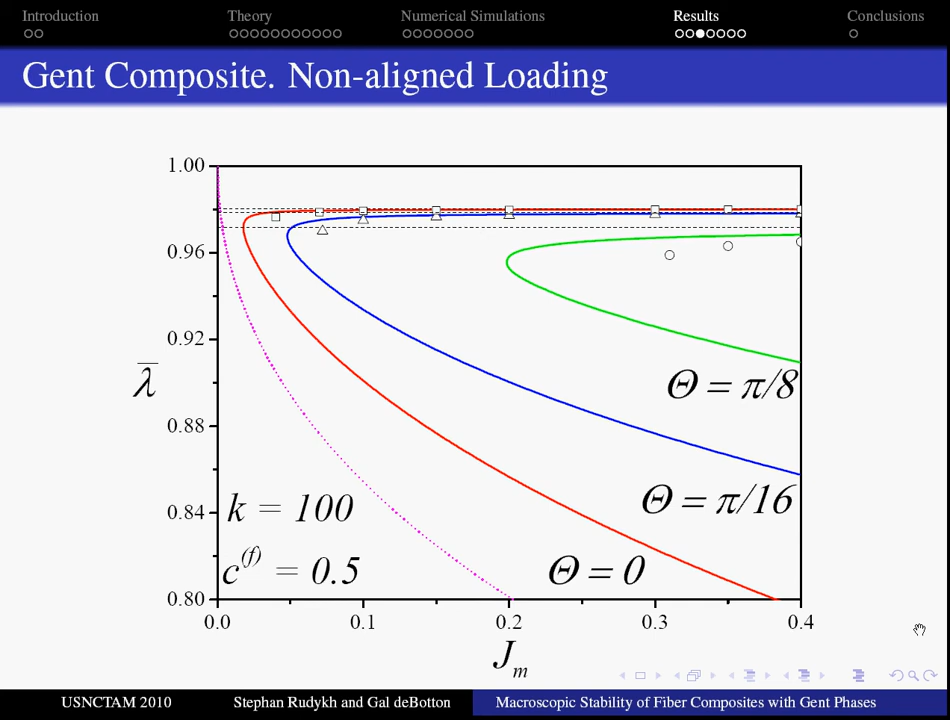 Introduction Theory Numerical Simulations Results Conclusions
Gent Composite. Non-aligned Loading
1.00
0.96
0.92
λ̅
0.88
0.84
0.80
Θ = π/8
Θ = π/16
Θ = 0
k = 100
c(f) = 0.5
0.0 0.1 0.2 0.3 0.4
Jm
USNCTAM 2010 Stephan Rudykh and Gal deBotton Macroscopic Stability of Fiber Composites with Gent Phases